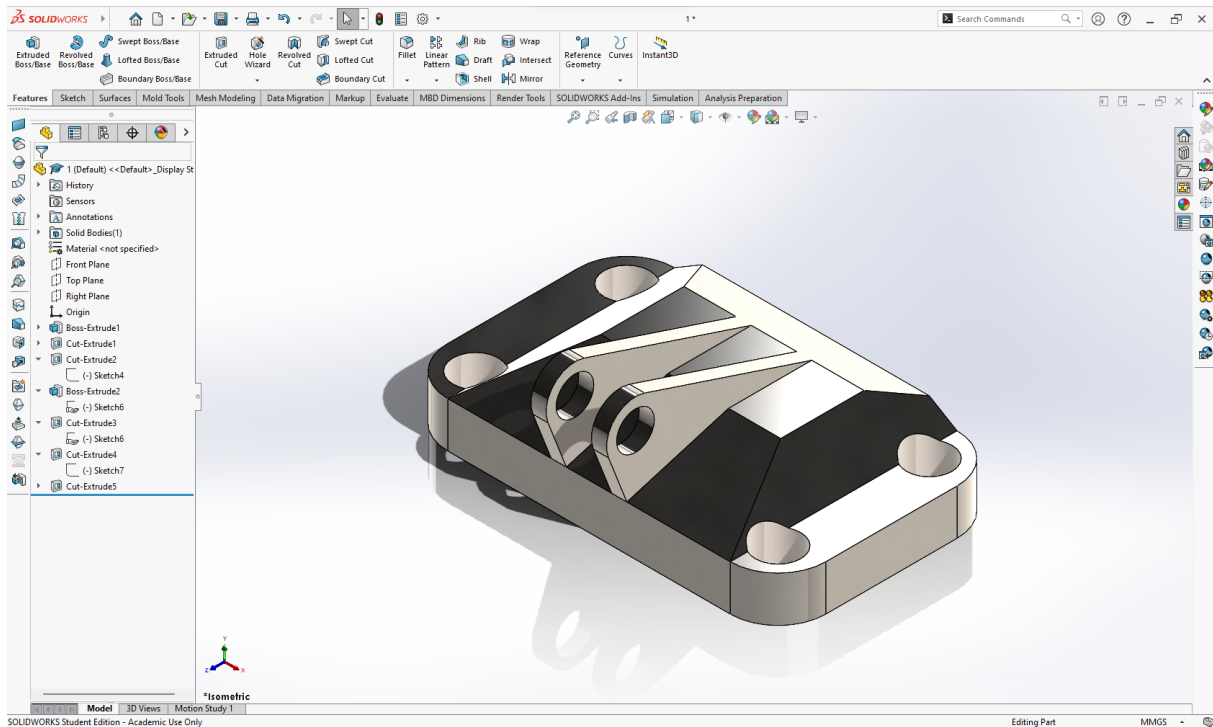 SOLIDWORKS
1 *
Search Commands
Extruded Boss/Base
Revolved Boss/Base
Swept Boss/Base
Lofted Boss/Base
Boundary Boss/Base
Extruded Cut
Hole Wizard
Revolved Cut
Swept Cut
Lofted Cut
Boundary Cut
Fillet
Linear Pattern
Rib
Draft
Shell
Wrap
Intersect
Mirror
Reference Geometry
Curves
Instant3D
Features Sketch Surfaces Mold Tools Mesh Modeling Data Migration Markup Evaluate MBD Dimensions Render Tools SOLIDWORKS Add-Ins Simulation Analysis Preparation
1 (Default) <<Default>_Display St
History
Sensors
Annotations
Solid Bodies(1)
Material <not specified>
Front Plane
Top Plane
Right Plane
Origin
Boss-Extrude1
Cut-Extrude1
Cut-Extrude2
(-) Sketch4
Boss-Extrude2
(-) Sketch6
Cut-Extrude3
(-) Sketch6
Cut-Extrude4
(-) Sketch7
Cut-Extrude5
Y
Z X
*Isometric
Model 3D Views Motion Study 1
SOLIDWORKS Student Edition - Academic Use Only
Editing Part
MMGS